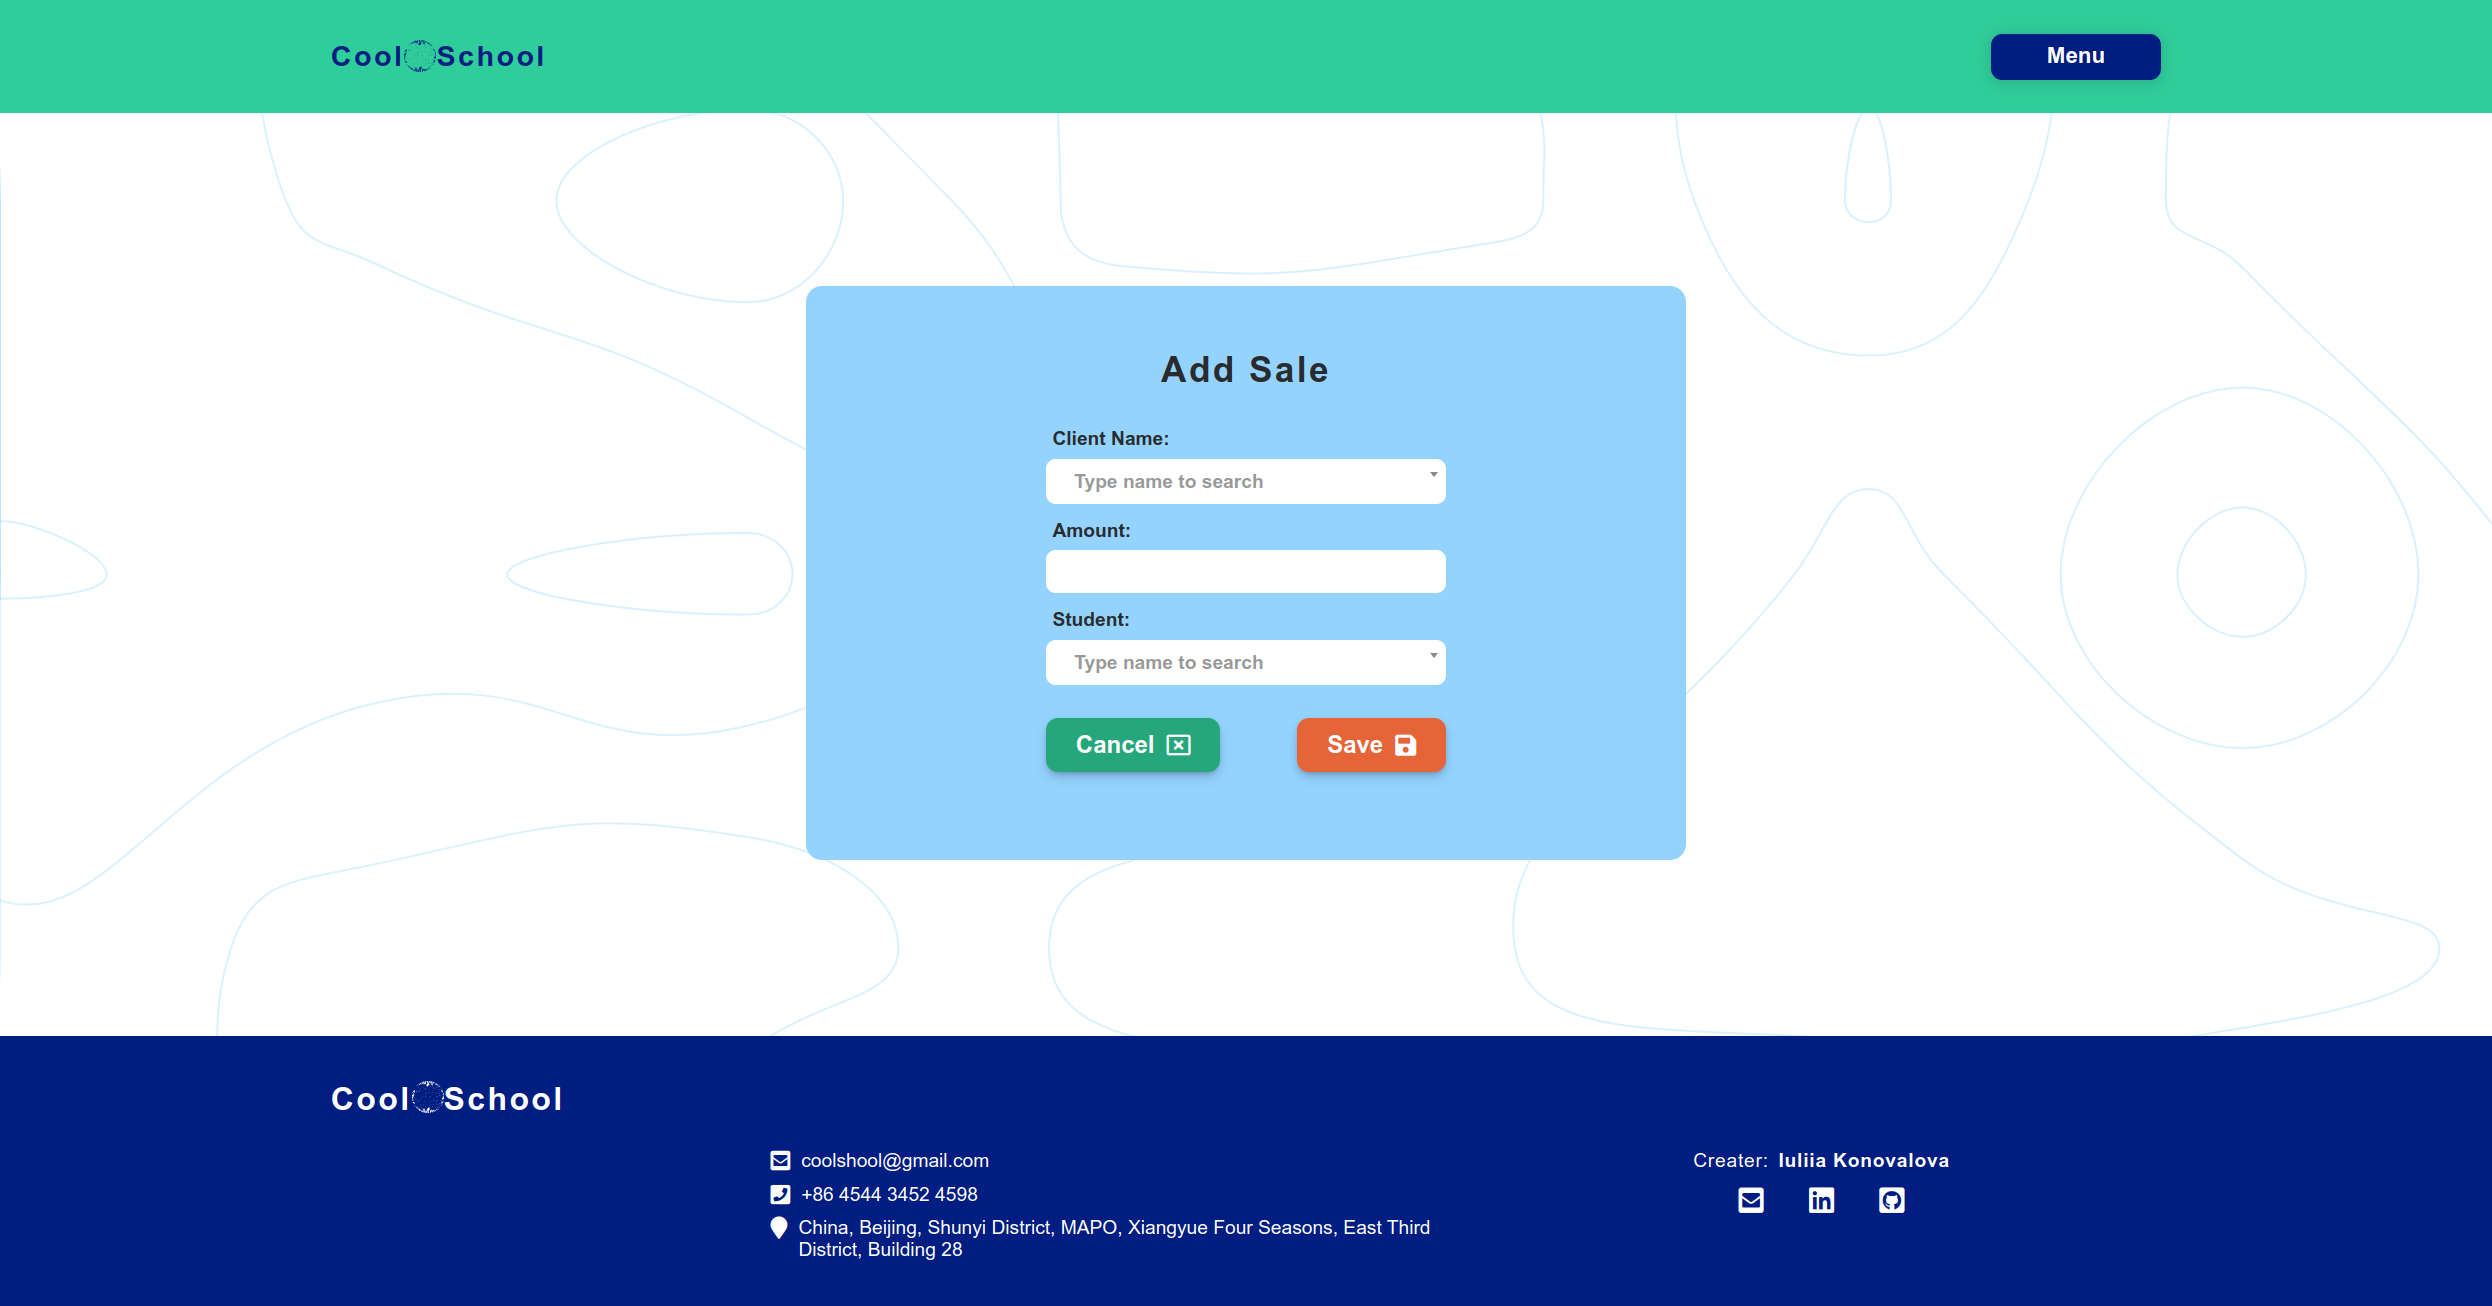 Cool School
Menu
Add Sale
Client Name:
Type name to search
Amount:
Student:
Type name to search
Cancel
Save
Cool School
coolshool@gmail.com
+86 4544 3452 4598
China, Beijing, Shunyi District, MAPO, Xiangyue Four Seasons, East Third
District, Building 28
Creater: Iuliia Konovalova